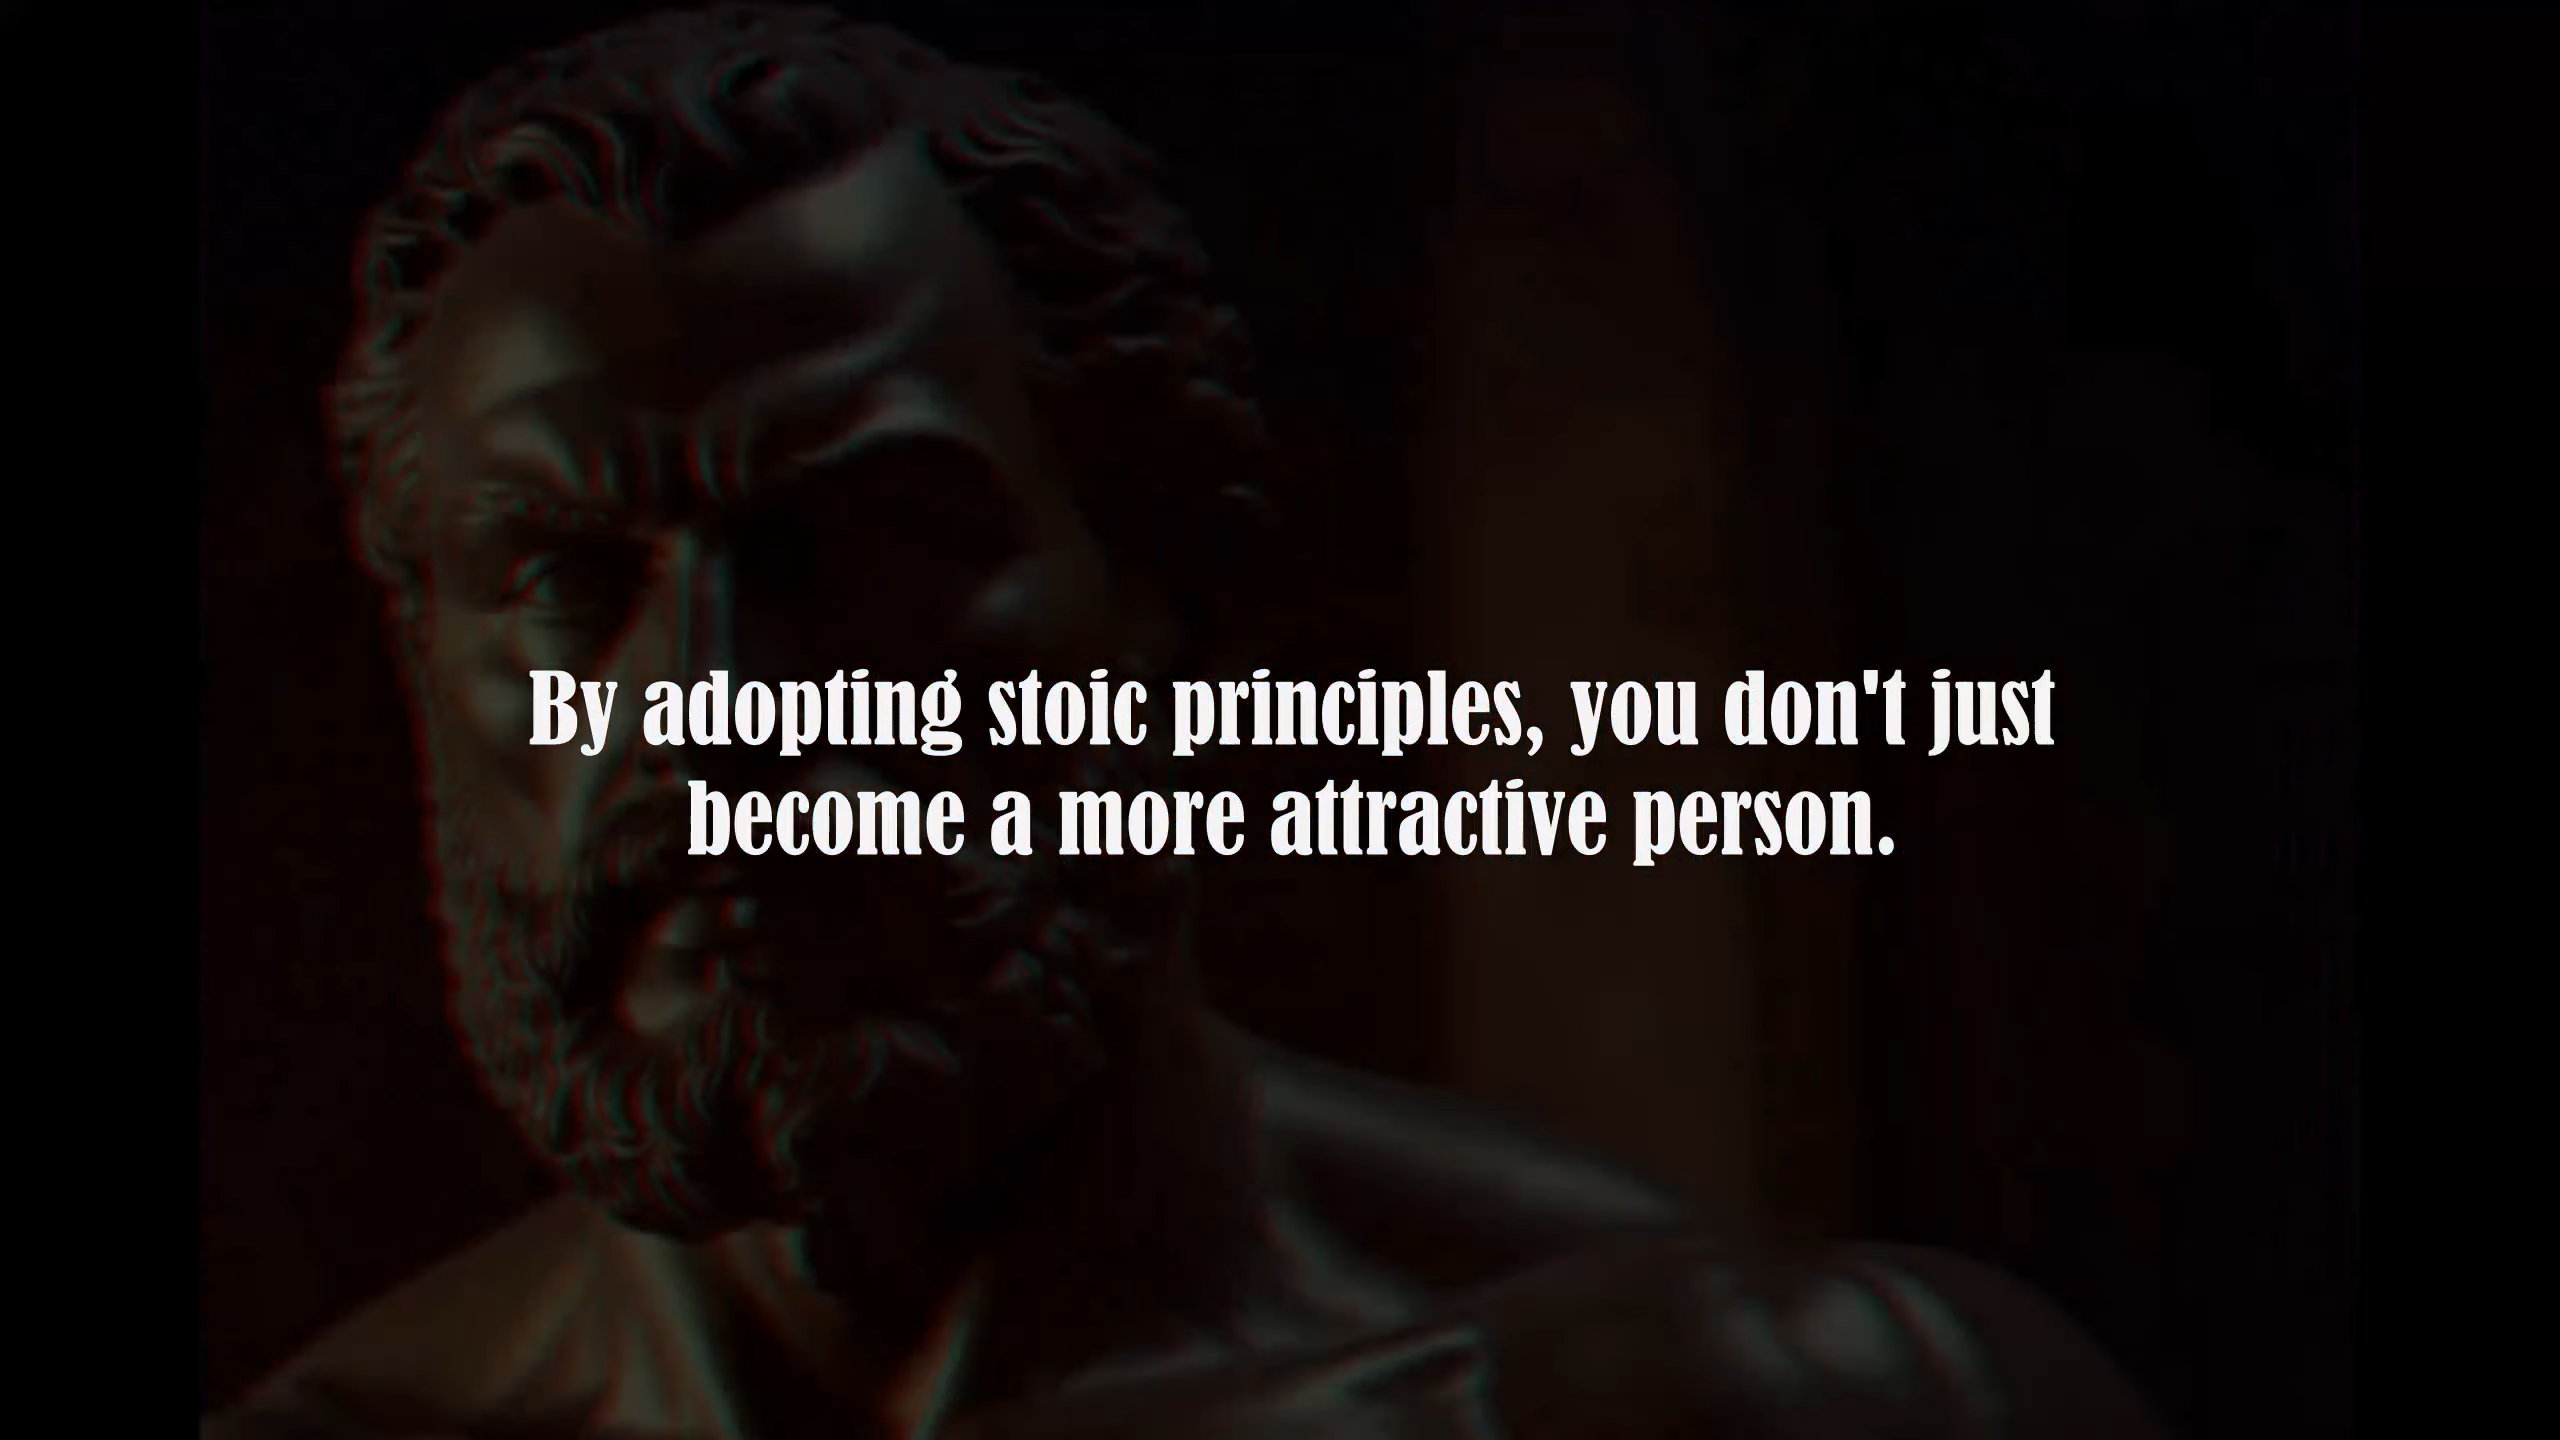 By adopting stoic principles, you don't just
become a more attractive person.